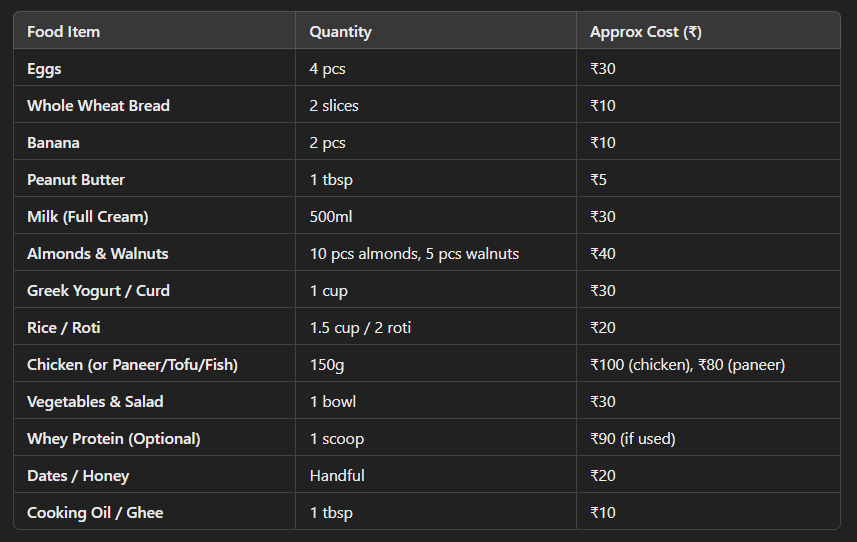 Food Item Quantity Approx Cost (₹)
Eggs 4 pcs ₹30
Whole Wheat Bread 2 slices ₹10
Banana 2 pcs ₹10
Peanut Butter 1 tbsp ₹5
Milk (Full Cream) 500ml ₹30
Almonds & Walnuts 10 pcs almonds, 5 pcs walnuts ₹40
Greek Yogurt / Curd 1 cup ₹30
Rice / Roti 1.5 cup / 2 roti ₹20
Chicken (or Paneer/Tofu/Fish) 150g ₹100 (chicken), ₹80 (paneer)
Vegetables & Salad 1 bowl ₹30
Whey Protein (Optional) 1 scoop ₹90 (if used)
Dates / Honey Handful ₹20
Cooking Oil / Ghee 1 tbsp ₹10